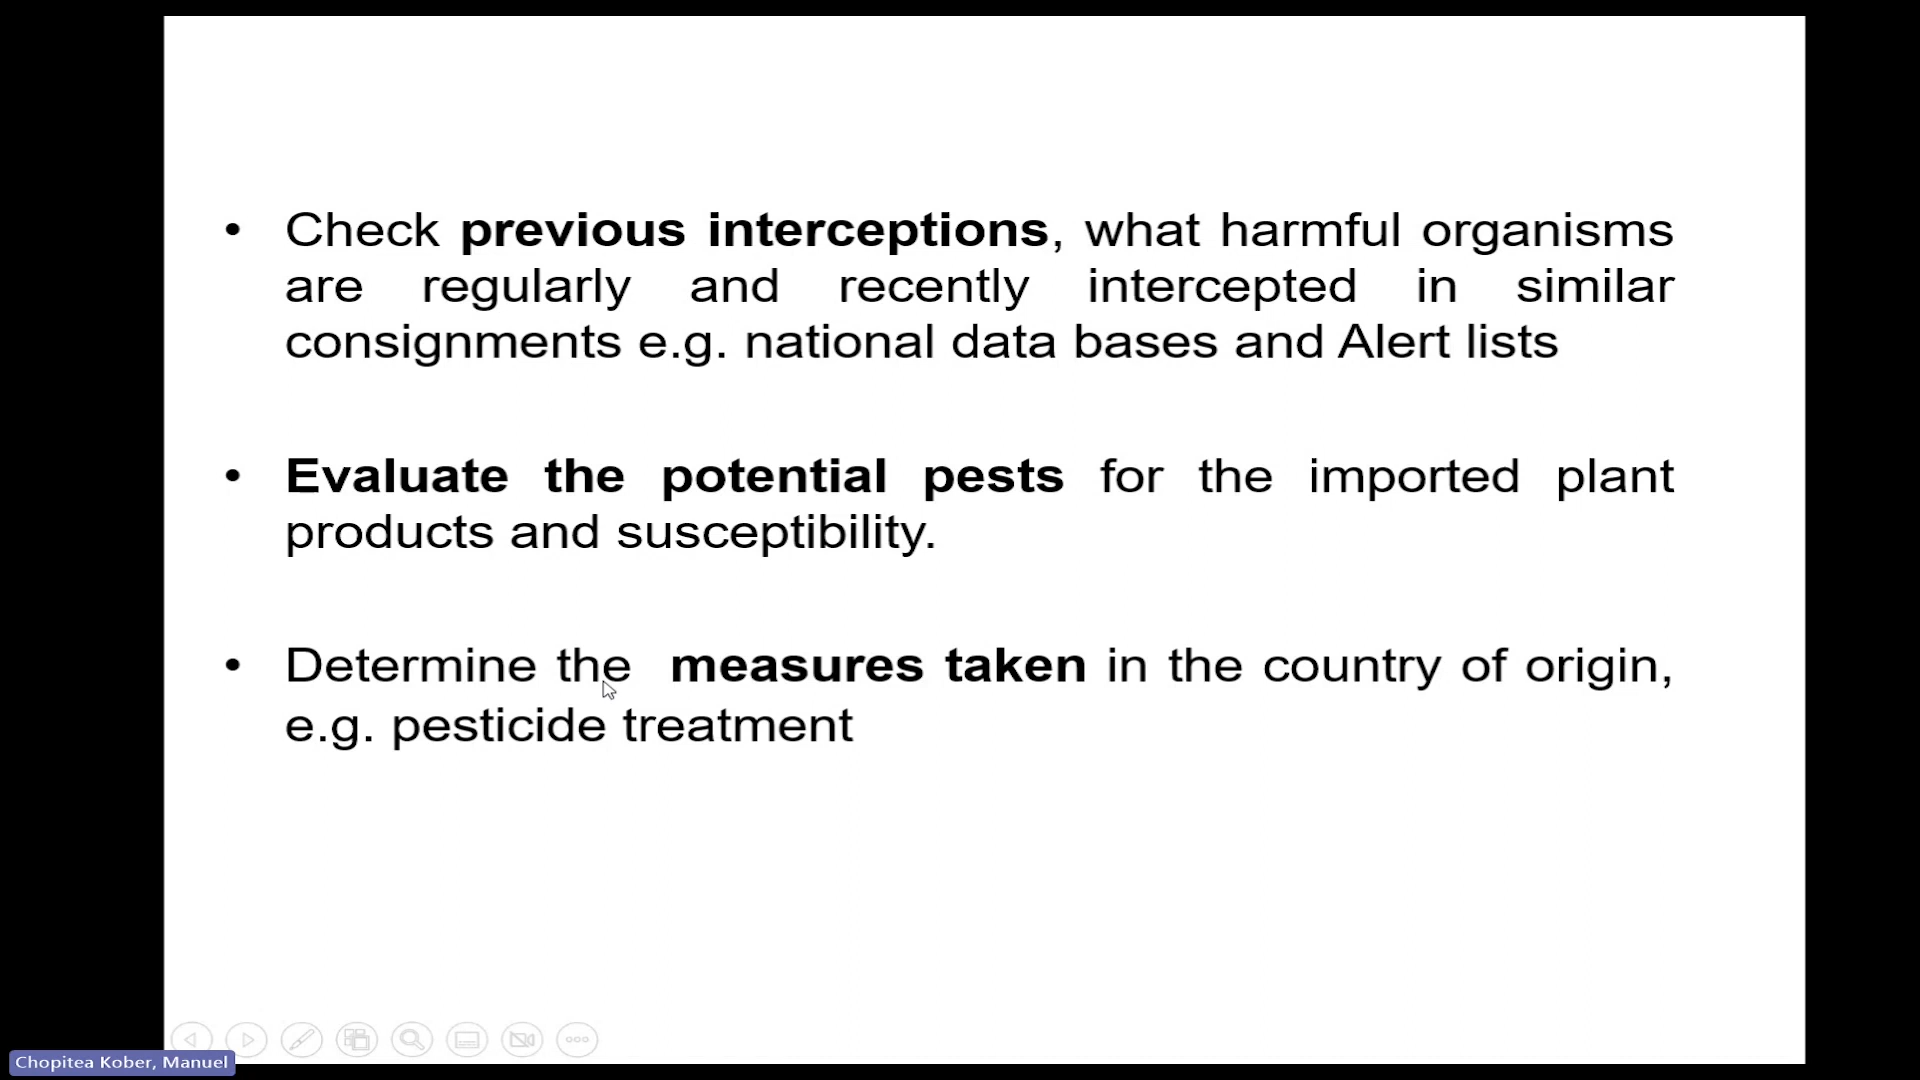 • Check previous interceptions, what harmful organisms
are regularly and recently intercepted in similar
consignments e.g. national data bases and Alert lists
• Evaluate the potential pests for the imported plant
products and susceptibility.
• Determine the measures taken in the country of origin,
e.g. pesticide treatment
Chopitea Kober, Manuel